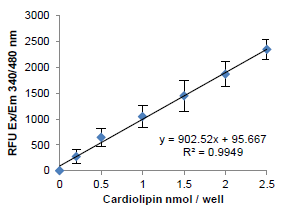 3000
2500
2000
1500
1000
500
0
RFU Ex/Em 340/480 nm
y = 902.52x + 95.667
R² = 0.9949
0 0.5 1 1.5 2 2.5
Cardiolipin nmol / well